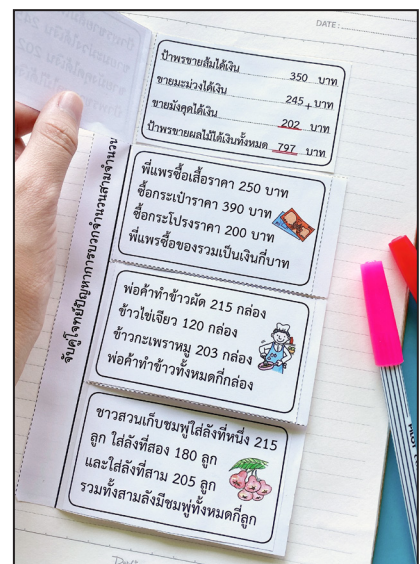 DATE:
ป้าพรขายส้มได้เงิน 350 บาท
ขายมะม่วงได้เงิน 245 + บาท
ขายมังคุดได้เงิน 202 บาท
ป้าพรขายผลไม้ได้เงินทั้งหมด 797 บาท
จับคู่โจทย์ปัญหาการบวกจำนวนสามจำนวน
พี่แพรซื้อเสื้อราคา 250 บาท
ซื้อกระเป๋าราคา 390 บาท
ซื้อกระโปรงราคา 200 บาท
พี่แพรซื้อของรวมเป็นเงินกี่บาท
พ่อค้าทำข้าวผัด 215 กล่อง
ข้าวไข่เจียว 120 กล่อง
ข้าวกะเพราหมู 203 กล่อง
พ่อค้าทำข้าวทั้งหมดกี่กล่อง
ชาวสวนเก็บชมพู่ใส่ลังที่หนึ่ง 215
ลูก ใส่ลังที่สอง 180 ลูก
และใส่ลังที่สาม 205 ลูก
รวมทั้งสามลังมีชมพู่ทั้งหมดกี่ลูก